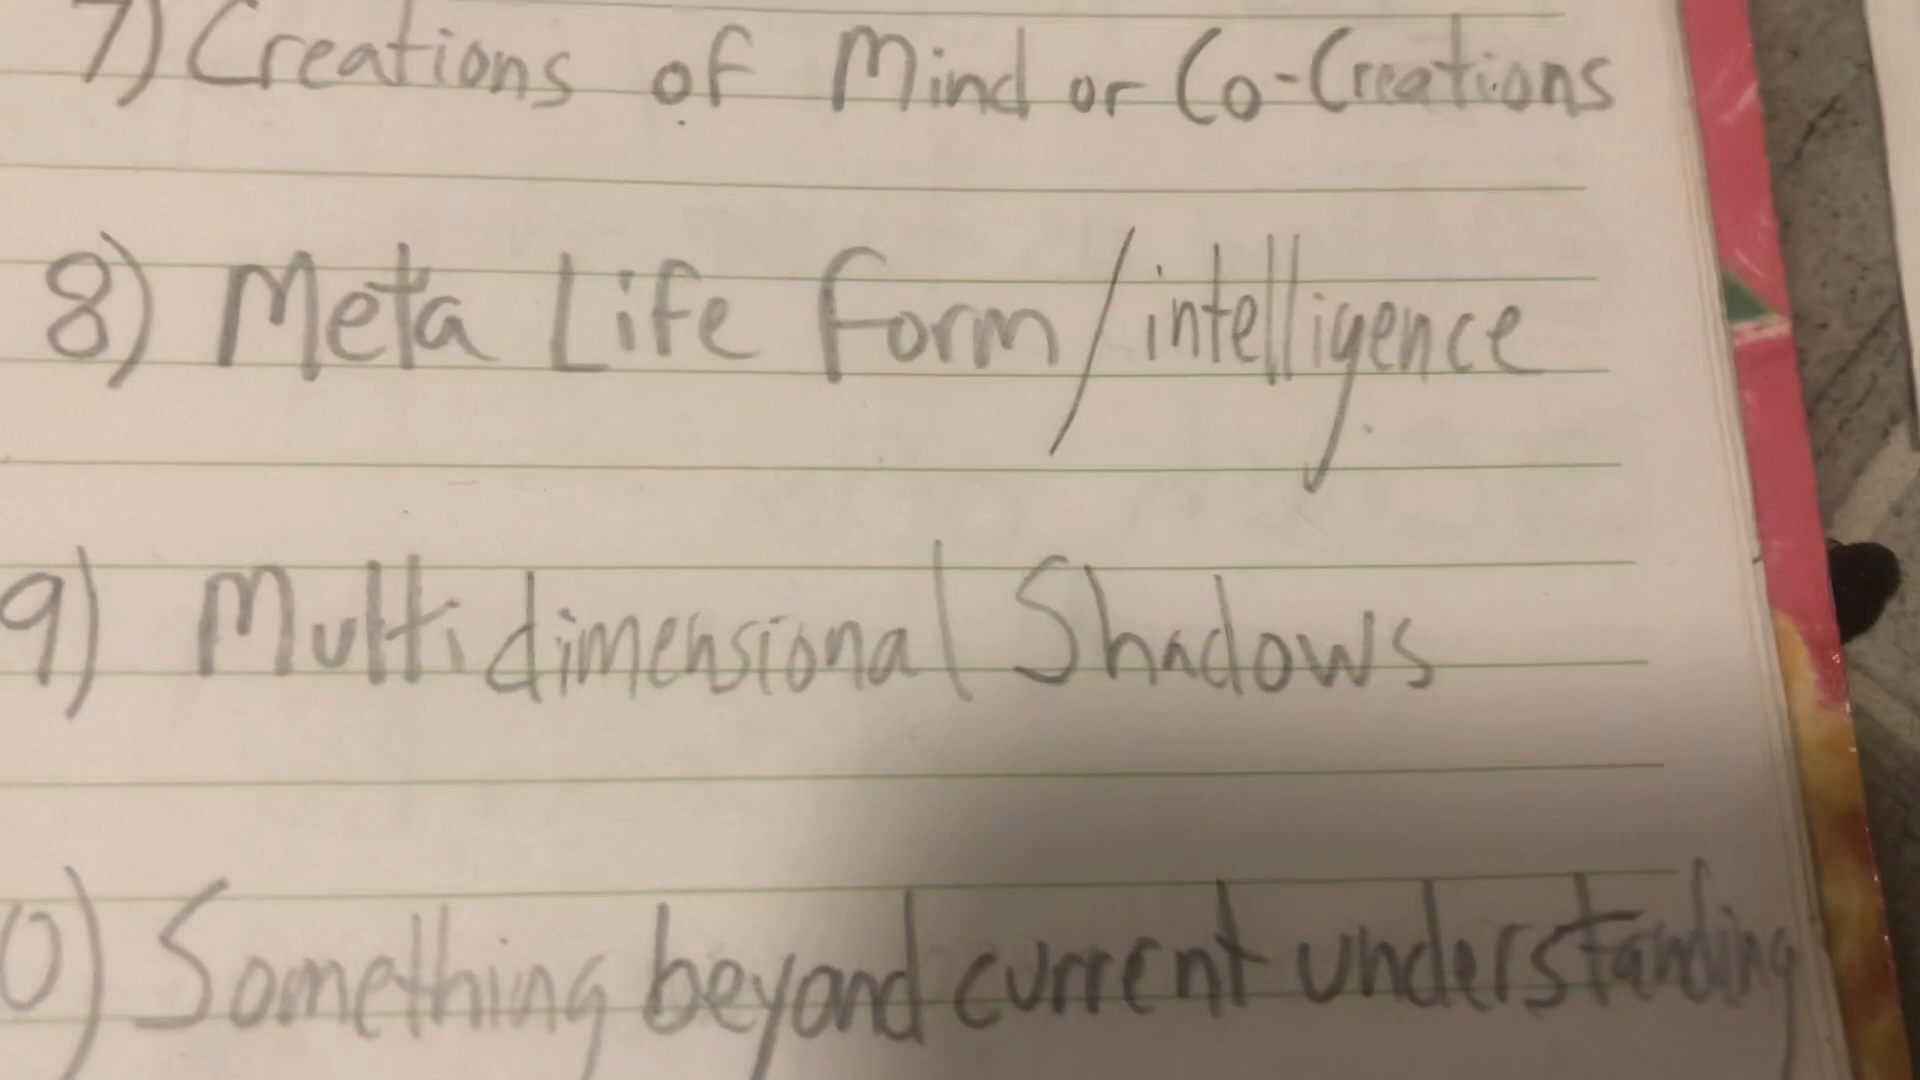 7) Creations of Mind or Co-Creations
8) Meta Life Form/intelligence
9) Multidimensional Shadows
0) Something beyond current understanding